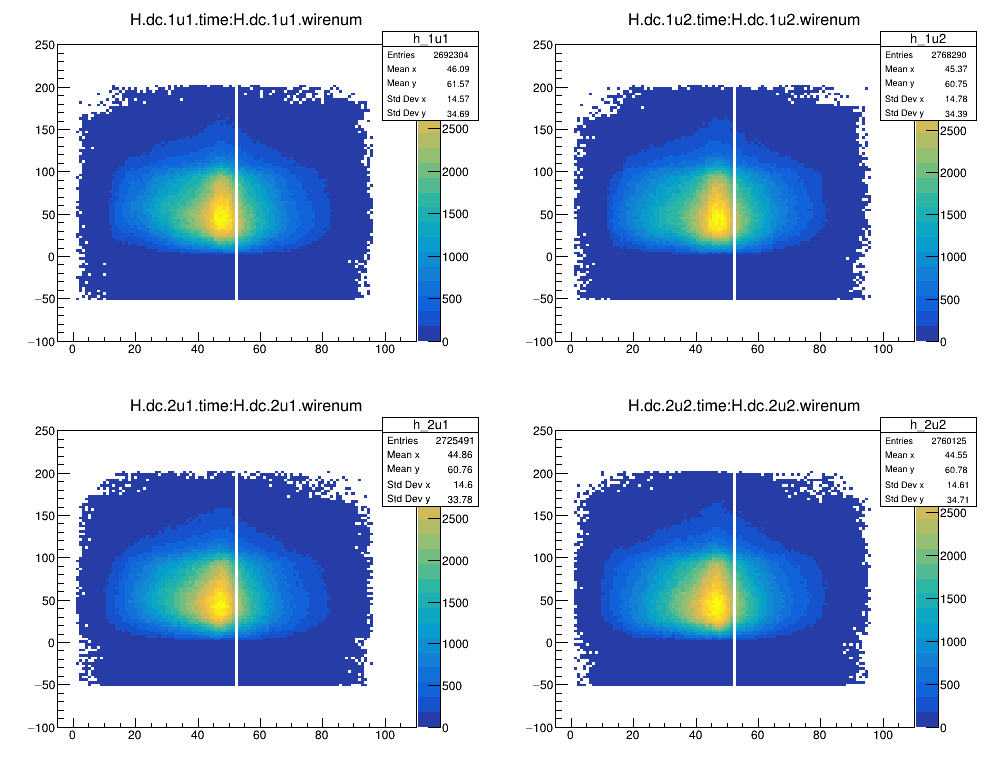 H.dc.1u1.time:H.dc.1u1.wirenum
h_1u1
Entries 2692304
Mean x 46.09
Mean y 61.57
Std Dev x 14.57
Std Dev y 34.69
250
200
150
100
50
0
−50
−100
0 20 40 60 80 100
2500
2000
1500
1000
500
0
H.dc.1u2.time:H.dc.1u2.wirenum
h_1u2
Entries 2768290
Mean x 45.37
Mean y 60.75
Std Dev x 14.78
Std Dev y 34.39
250
200
150
100
50
0
−50
−100
0 20 40 60 80 100
2500
2000
1500
1000
500
0
H.dc.2u1.time:H.dc.2u1.wirenum
h_2u1
Entries 2725491
Mean x 44.86
Mean y 60.76
Std Dev x 14.6
Std Dev y 33.78
250
200
150
100
50
0
−50
−100
0 20 40 60 80 100
2500
2000
1500
1000
500
0
H.dc.2u2.time:H.dc.2u2.wirenum
h_2u2
Entries 2760125
Mean x 44.55
Mean y 60.78
Std Dev x 14.61
Std Dev y 34.71
250
200
150
100
50
0
−50
−100
0 20 40 60 80 100
2500
2000
1500
1000
500
0